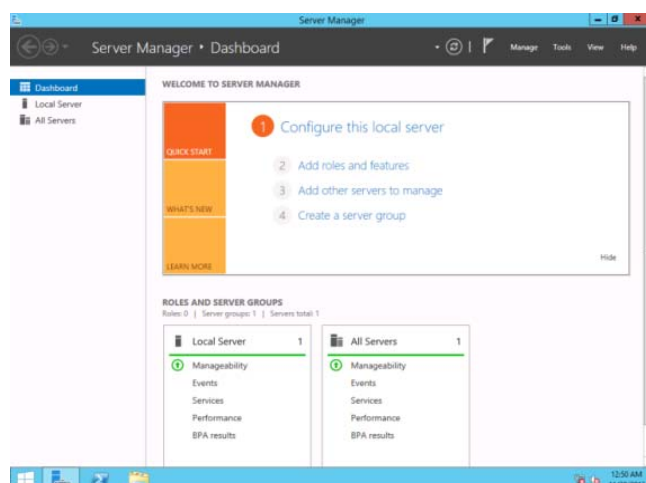 Server Manager
Server Manager • Dashboard
Manage Tools View Help
Dashboard
Local Server
All Servers
WELCOME TO SERVER MANAGER
QUICK START
WHAT'S NEW
LEARN MORE
1 Configure this local server
2 Add roles and features
3 Add other servers to manage
4 Create a server group
Hide
ROLES AND SERVER GROUPS
Roles: 0 | Server groups: 1 | Servers total: 1
Local Server 1
Manageability
Events
Services
Performance
BPA results
All Servers 1
Manageability
Events
Services
Performance
BPA results
12:50 AM